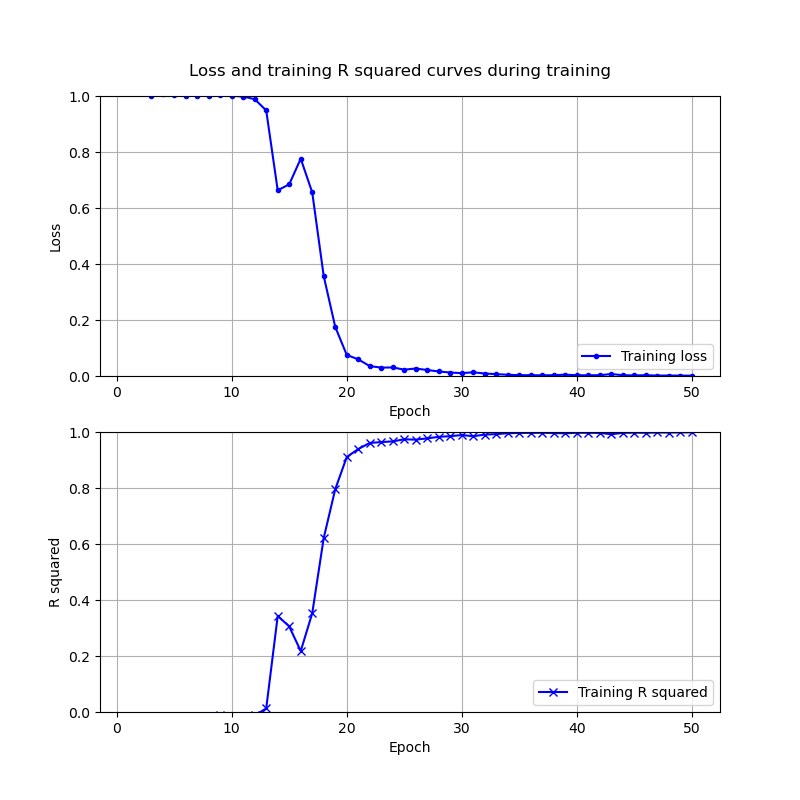 Loss and training R squared curves during training
1.0
0.8
0.6
0.4
0.2
0.0
Loss
Training loss
0 10 20 30 40 50
Epoch
1.0
0.8
0.6
0.4
0.2
0.0
R squared
Training R squared
0 10 20 30 40 50
Epoch